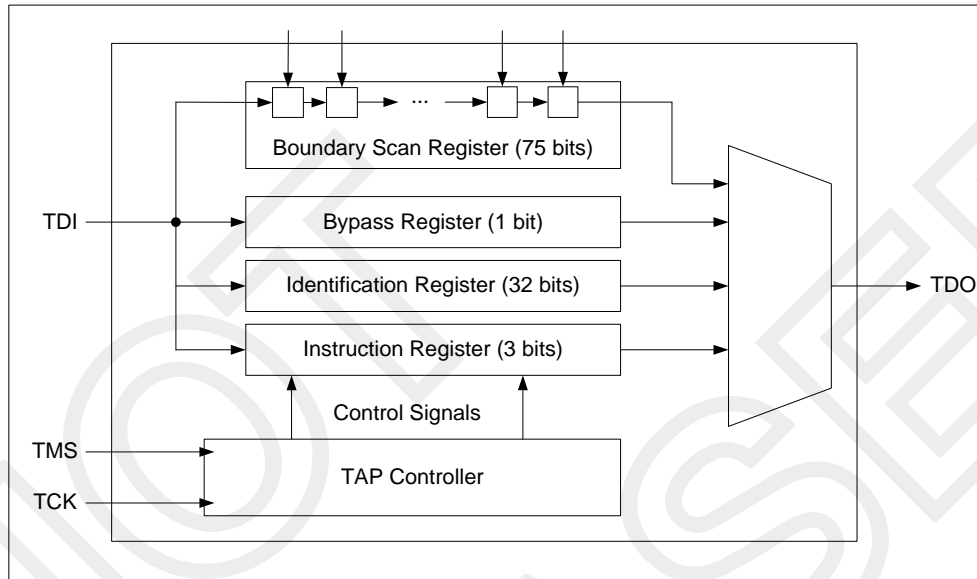 ...
Boundary Scan Register (75 bits)
TDI
Bypass Register (1 bit)
Identification Register (32 bits)
TDO
Instruction Register (3 bits)
Control Signals
TMS
TAP Controller
TCK